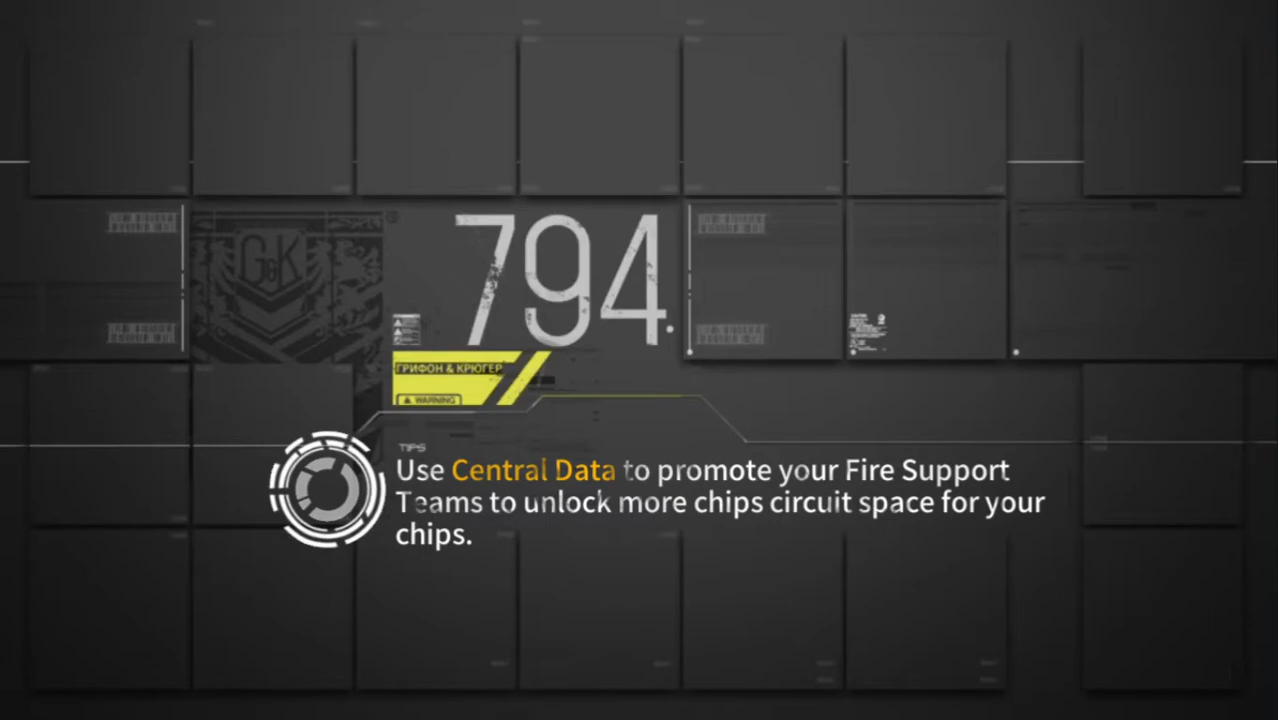 G&K
794.
ГРИФОН & КРЮГЕР
WARNING
TIPS
Use Central Data to promote your Fire Support
Teams to unlock more chips circuit space for your
chips.